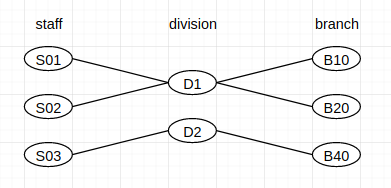 staff division branch
S01 B10
D1
S02 B20
D2
S03 B40